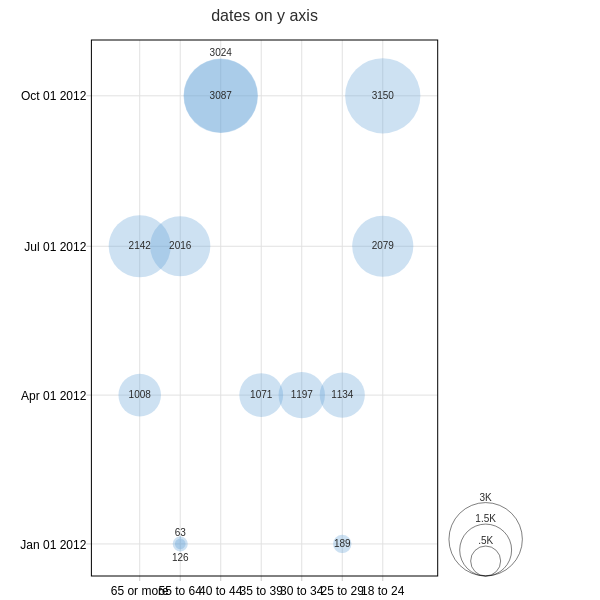 dates on y axis
3024
Oct 01 2012
3087
3150
Jul 01 2012
2142
2016
2079
Apr 01 2012
1008
1071
1197
1134
3K
1.5K
.5K
63
Jan 01 2012
189
126
65 or more
55 to 64
40 to 44
35 to 39
30 to 34
25 to 29
18 to 24